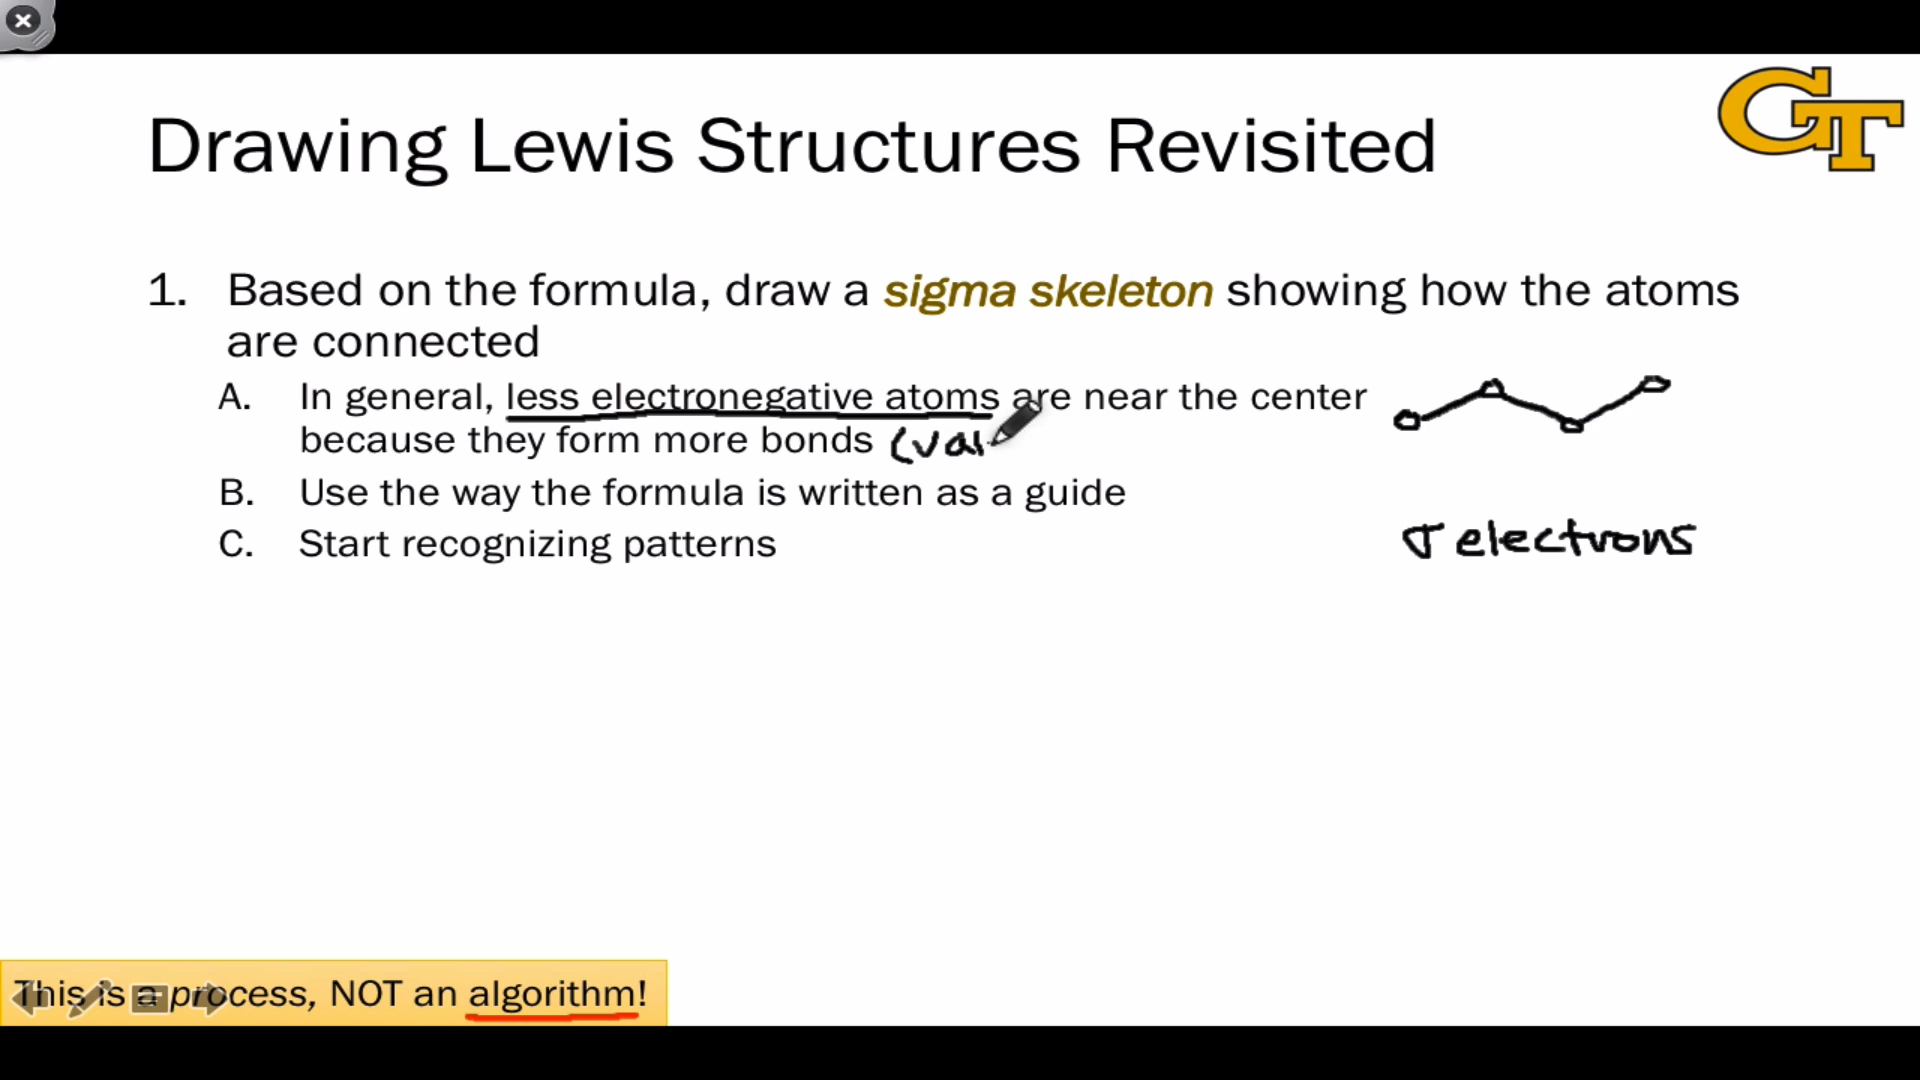 GT
Drawing Lewis Structures Revisited
1. Based on the formula, draw a sigma skeleton showing how the atoms
are connected
A. In general, less electronegative atoms are near the center
because they form more bonds (val
B. Use the way the formula is written as a guide
C. Start recognizing patterns
σ electrons
This is a process, NOT an algorithm!